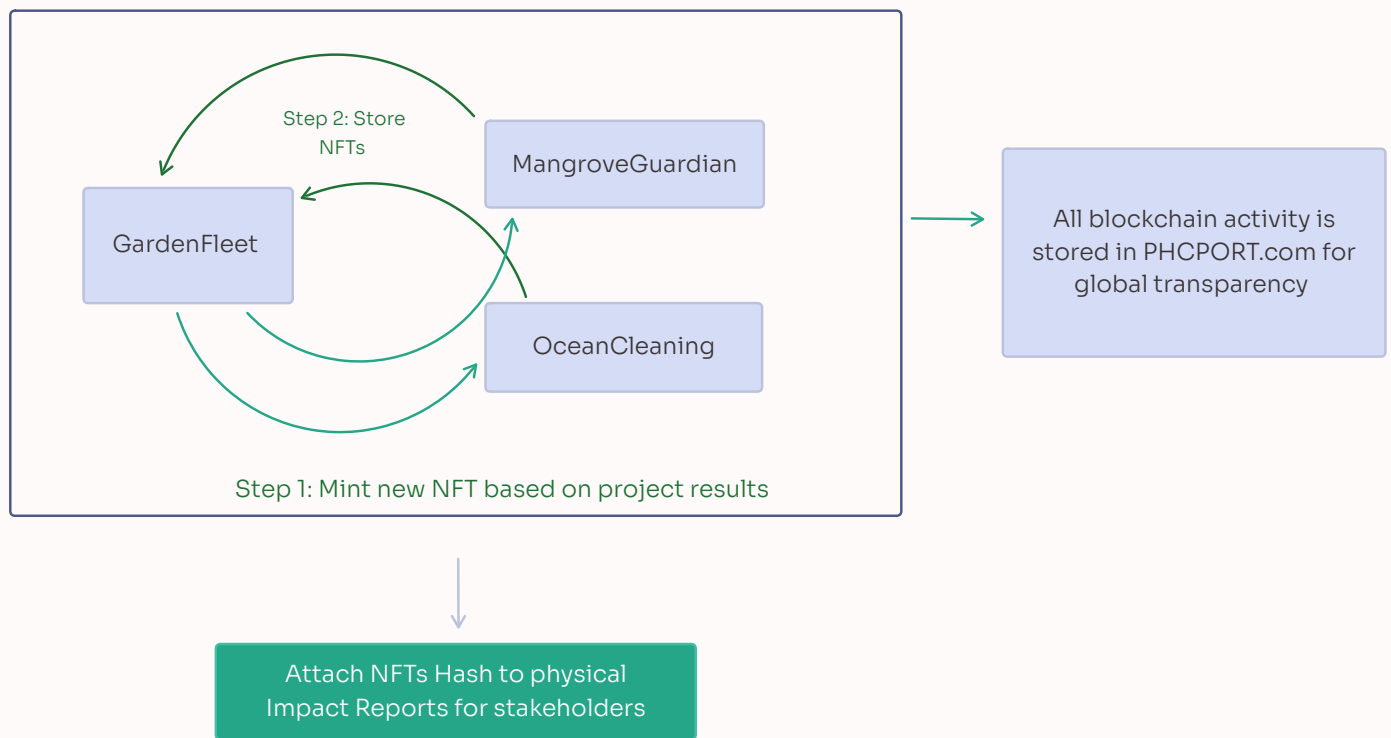 Step 2: Store
NFTs
MangroveGuardian
GardenFleet
OceanCleaning
Step 1: Mint new NFT based on project results
All blockchain activity is
stored in PHCPORT.com for
global transparency
Attach NFTs Hash to physical
Impact Reports for stakeholders